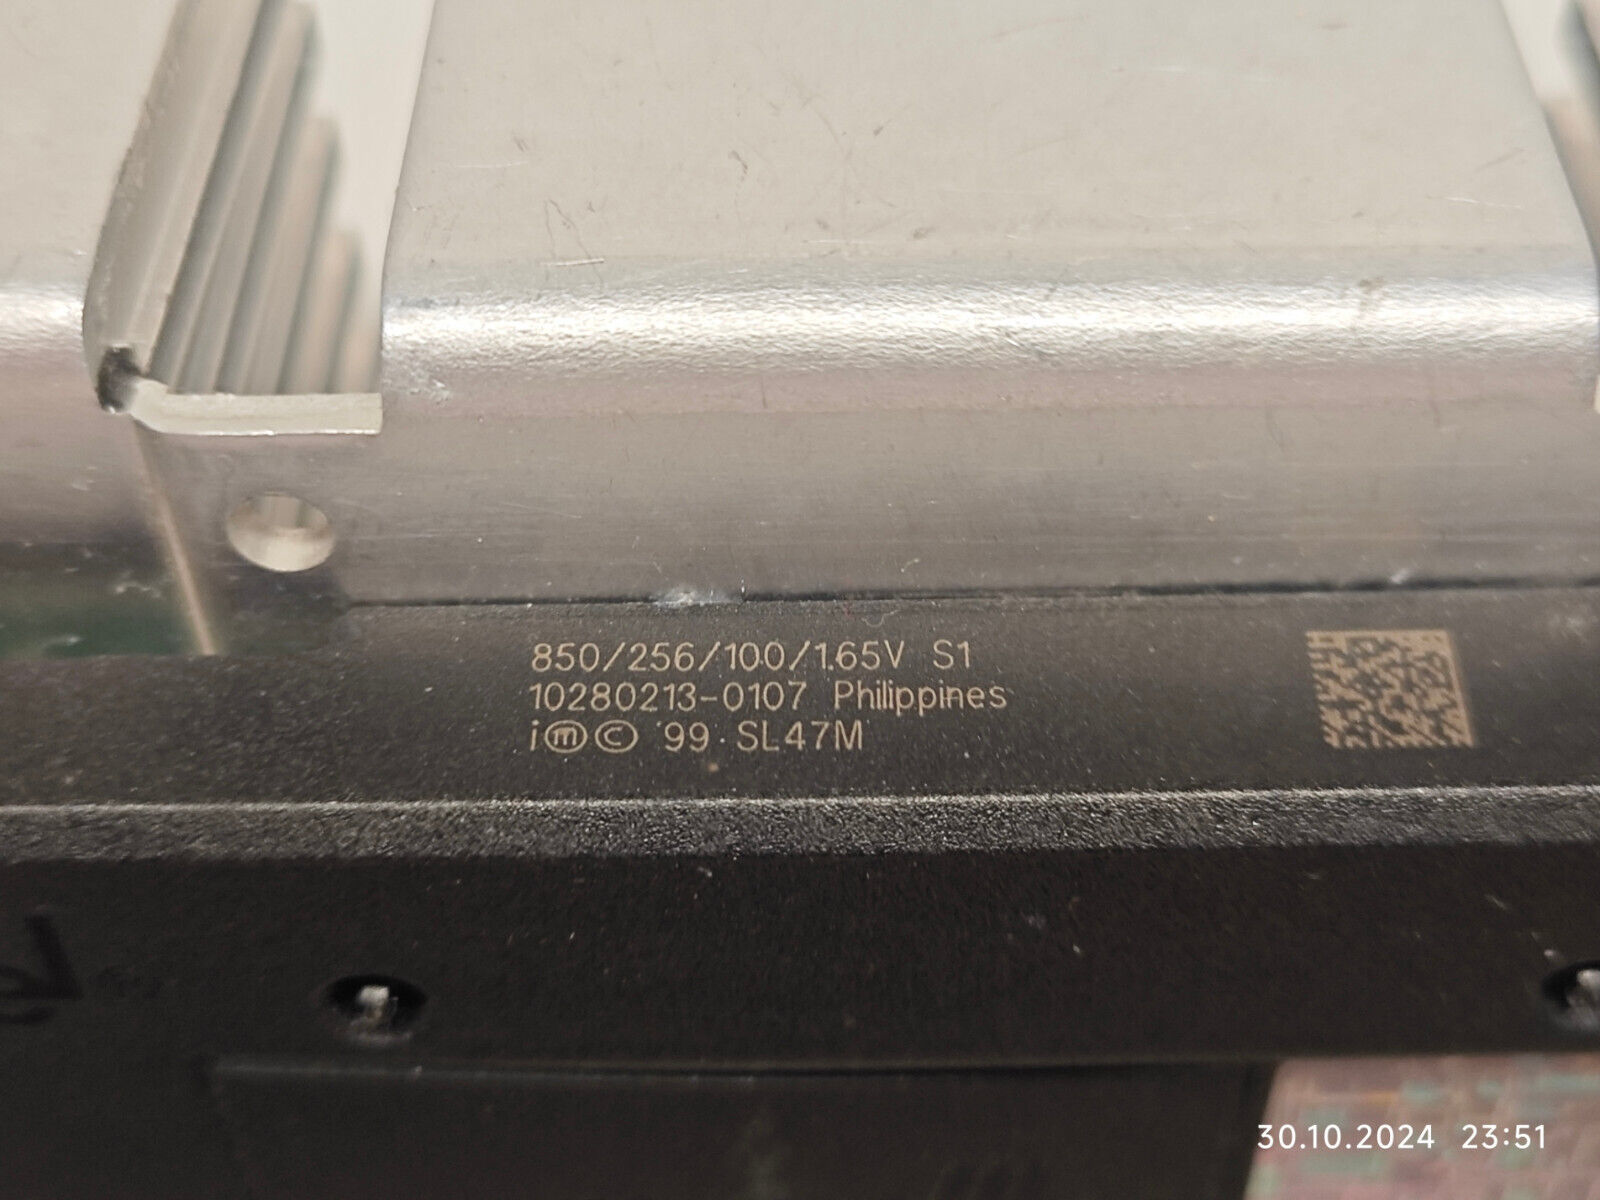 850/256/100/1.65V S1
10280213-0107 Philippines
i ⓜ © '99 SL47M
30.10.2024 23:51